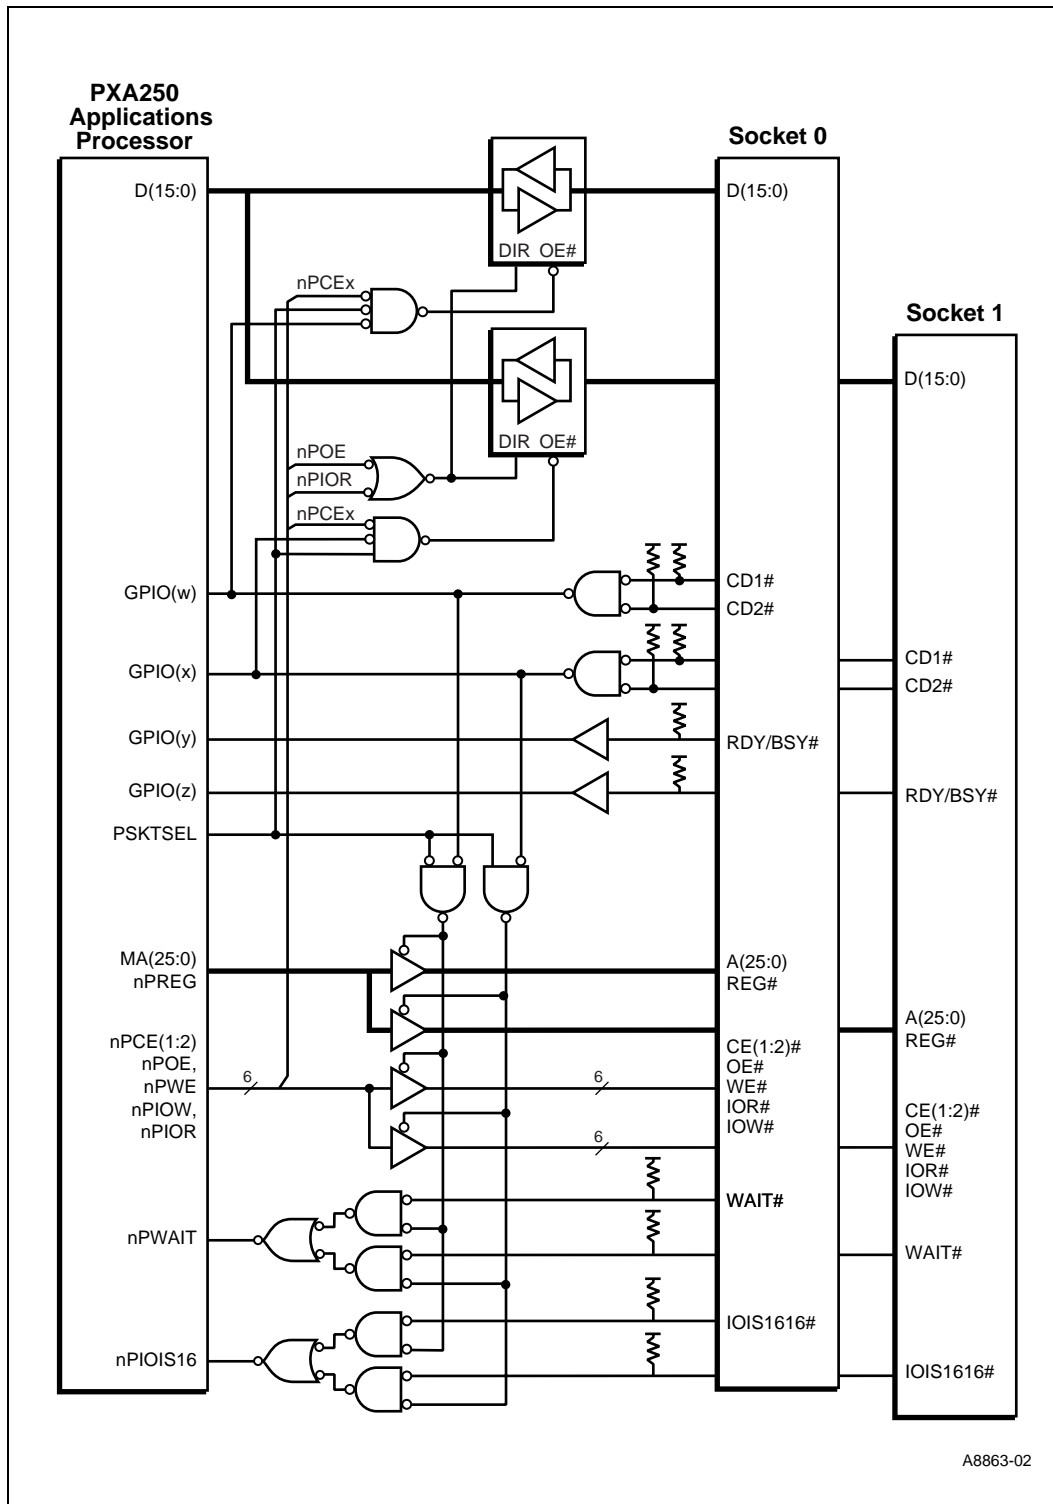 PXA250
Applications
Processor
Socket 0
D(15:0)
D(15:0)
DIR OE#
nPCEx
Socket 1
D(15:0)
DIR OE#
nPOE
nPIOR
nPCEx
CD1#
GPIO(w)
CD2#
CD1#
GPIO(x)
CD2#
GPIO(y)
RDY/BSY#
GPIO(z)
RDY/BSY#
PSKTSEL
MA(25:0)
nPREG
A(25:0)
REG#
A(25:0)
REG#
nPCE(1:2)
nPOE,
nPWE
nPIOW,
nPIOR
6
6
CE(1:2)#
OE#
WE#
IOR#
IOW#
6
CE(1:2)#
OE#
WE#
IOR#
IOW#
WAIT#
nPWAIT
WAIT#
IOIS1616#
nPIOIS16
IOIS1616#
A8863-02